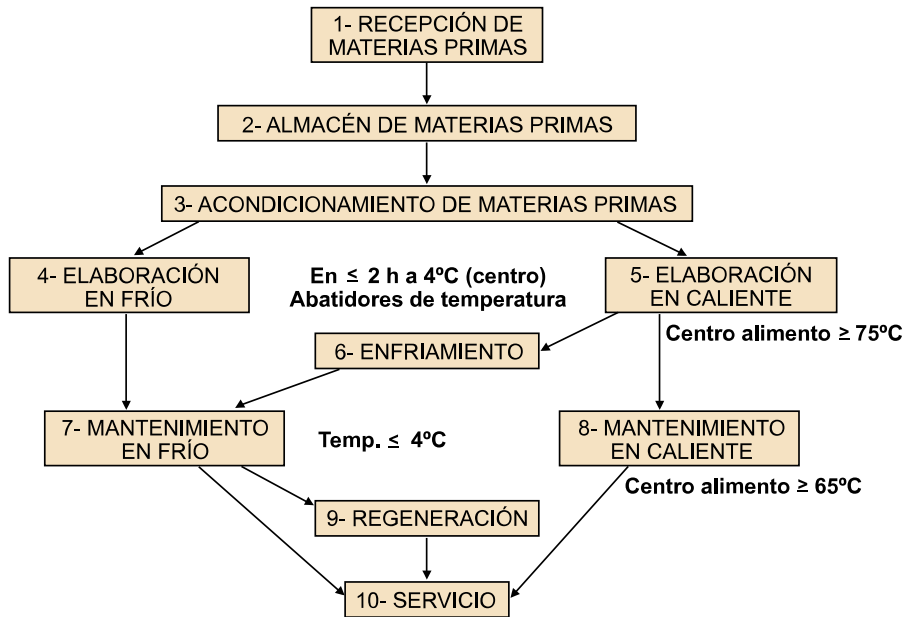 1- RECEPCIÓN DE
MATERIAS PRIMAS
2- ALMACÉN DE MATERIAS PRIMAS
3- ACONDICIONAMIENTO DE MATERIAS PRIMAS
4- ELABORACIÓN
EN FRÍO
En ≤ 2 h a 4ºC (centro)
Abatidores de temperatura
5- ELABORACIÓN
EN CALIENTE
Centro alimento ≥ 75ºC
6- ENFRIAMIENTO
7- MANTENIMIENTO
EN FRÍO
Temp. ≤ 4ºC
8- MANTENIMIENTO
EN CALIENTE
Centro alimento ≥ 65ºC
9- REGENERACIÓN
10- SERVICIO